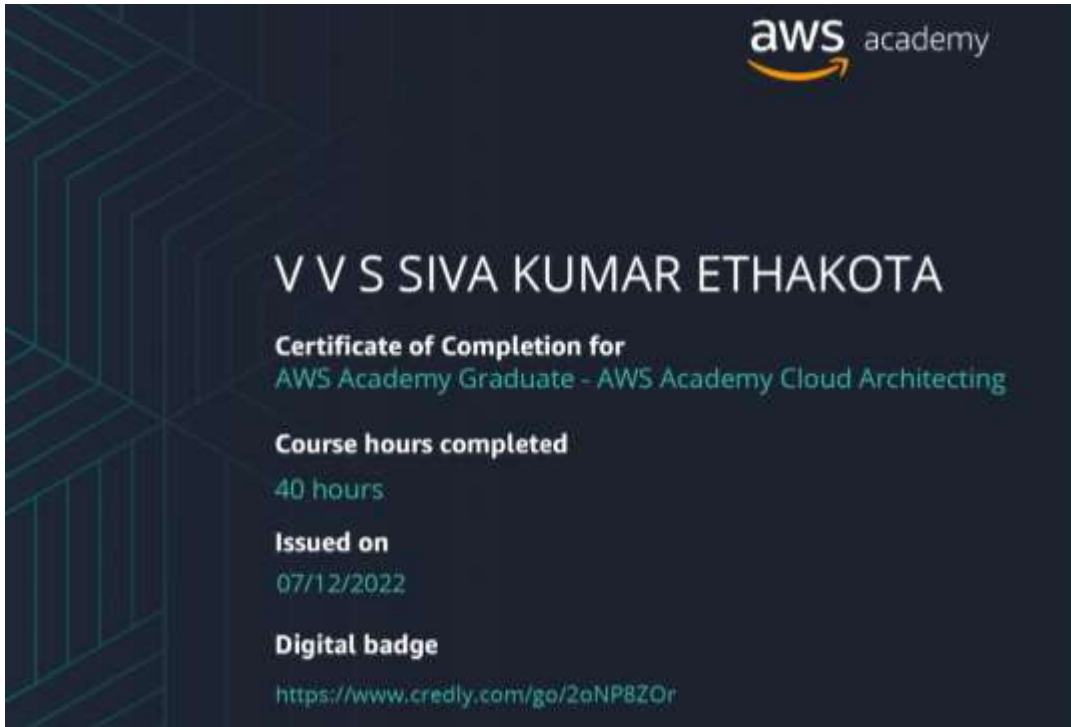 aws academy
V V S SIVA KUMAR ETHAKOTA
Certificate of Completion for
AWS Academy Graduate - AWS Academy Cloud Architecting
Course hours completed
40 hours
Issued on
07/12/2022
Digital badge
https://www.credly.com/go/2oNP8ZOr